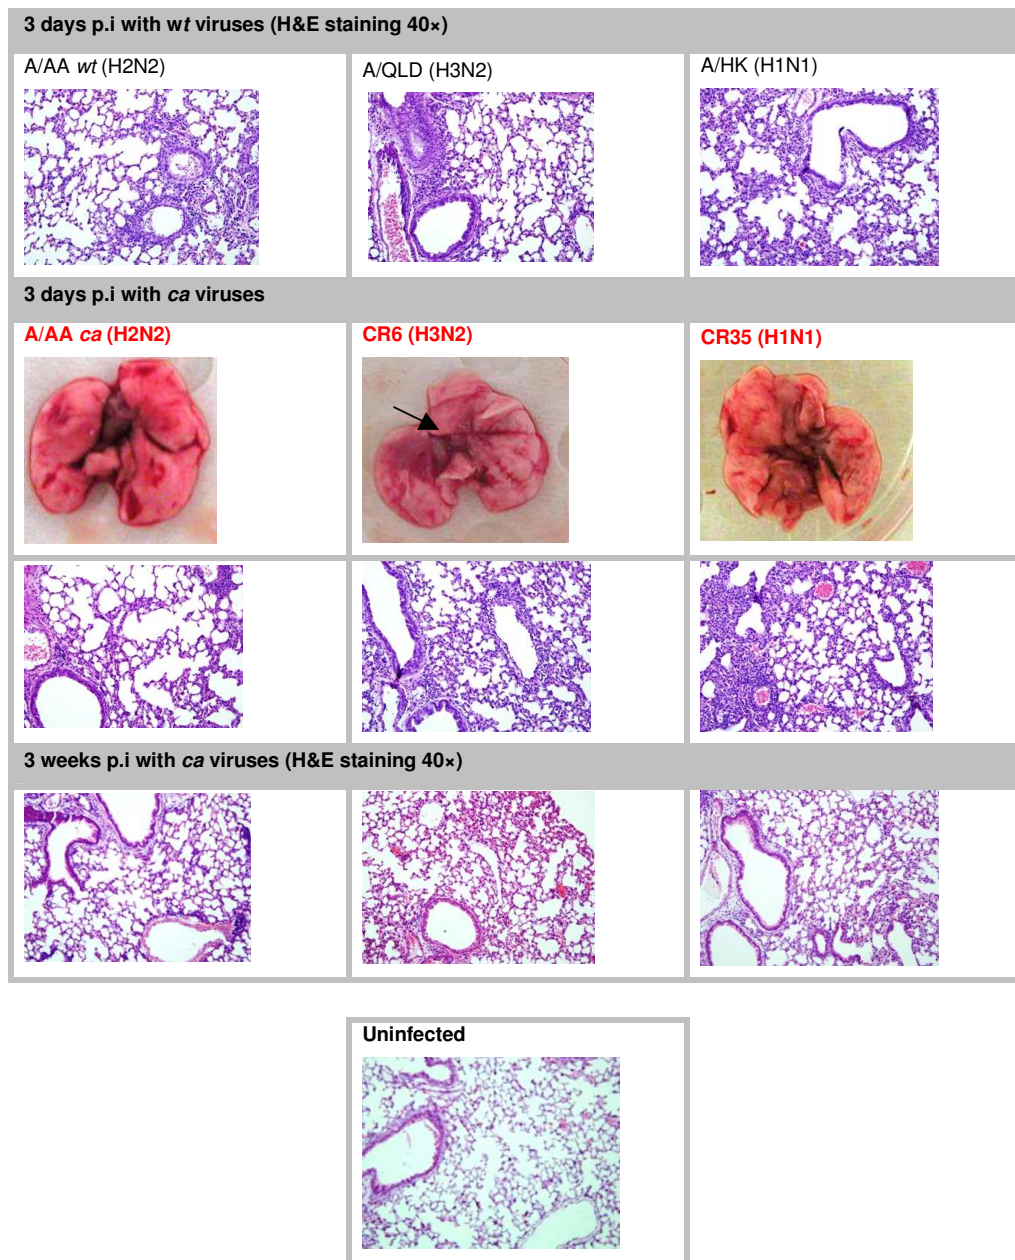 3 days p.i with wt viruses (H&E staining 40×)
A/AA wt (H2N2)
A/QLD (H3N2)
A/HK (H1N1)
3 days p.i with ca viruses
A/AA ca (H2N2)
CR6 (H3N2)
CR35 (H1N1)
3 weeks p.i with ca viruses (H&E staining 40×)
Uninfected